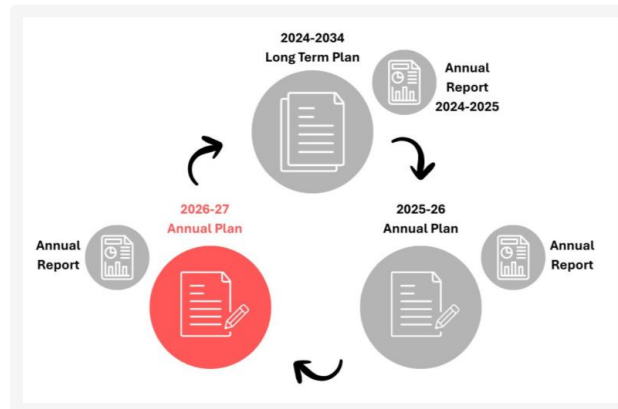 2024-2034
Long Term Plan
Annual
Report
2024-2025
2025-26
Annual Plan
Annual
Report
2026-27
Annual Plan
Annual
Report